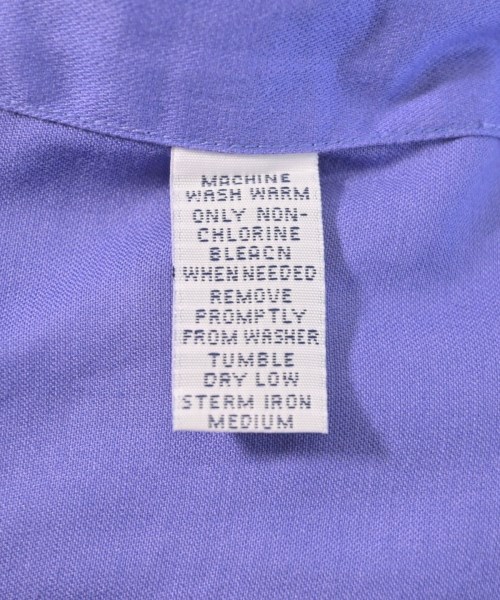 MACHINE
WASH WARM
ONLY NON-
CHLORINE
BLEACN
WHEN NEEDED
REMOVE
PROMPTLY
FROM WASHER
TUMBLE
DRY LOW
STERM IRON
MEDIUM